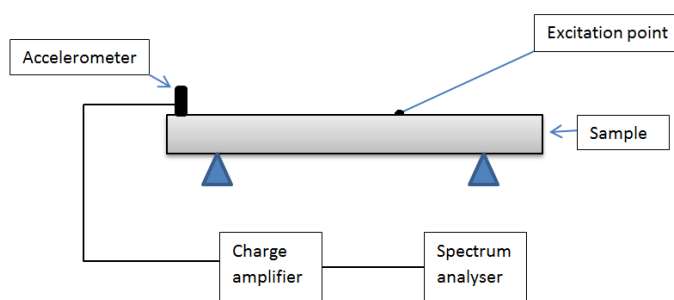 Excitation point
Accelerometer
Sample
Charge
amplifier
Spectrum
analyser